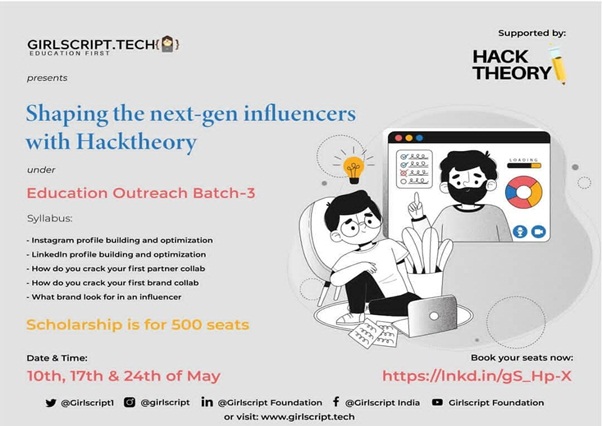 GIRLSCRIPT.TECH
EDUCATION FIRST
Supported by:
HACK
THEORY
presents
Shaping the next-gen influencers
with Hacktheory
under
Education Outreach Batch-3
Syllabus:
- Instagram profile building and optimization
- LinkedIn profile building and optimization
- How do you crack your first partner collab
- How do you crack your first brand collab
- What brand look for in an influencer
Scholarship is for 500 seats
LOADING
Date & Time:
10th, 17th & 24th of May
Book your seats now:
https://lnkd.in/gS_Hp-X
@Girlscript1 @girlscript @Girlscript Foundation @Girlscript India Girlscript Foundation
or visit: www.girlscript.tech